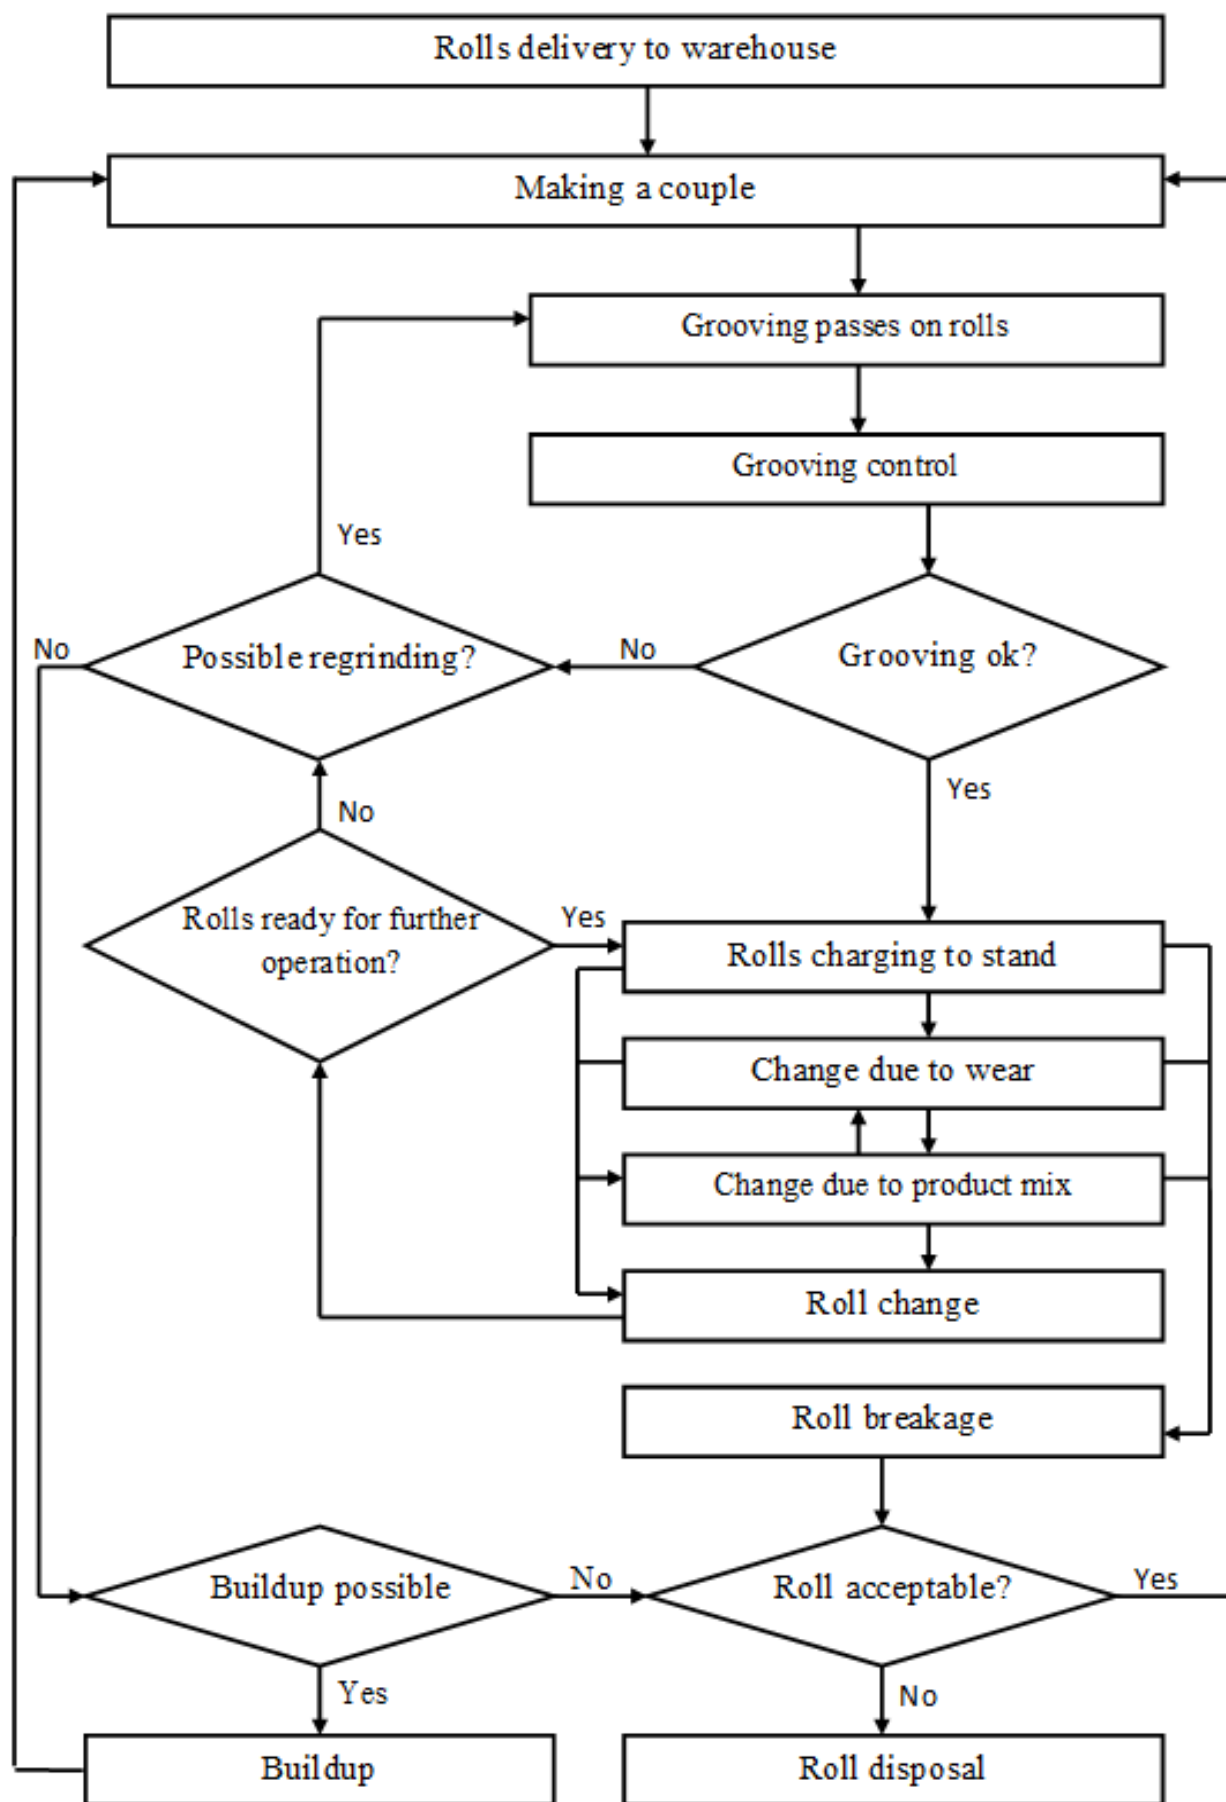 Rolls delivery to warehouse
Making a couple
Grooving passes on rolls
Grooving control
Yes
No
Possible regrinding?
No
Grooving ok?
Yes
No
Rolls ready for further
operation?
Yes
Rolls charging to stand
Change due to wear
Change due to product mix
Roll change
Roll breakage
Buildup possible
No
Roll acceptable?
Yes
Yes
No
Buildup
Roll disposal